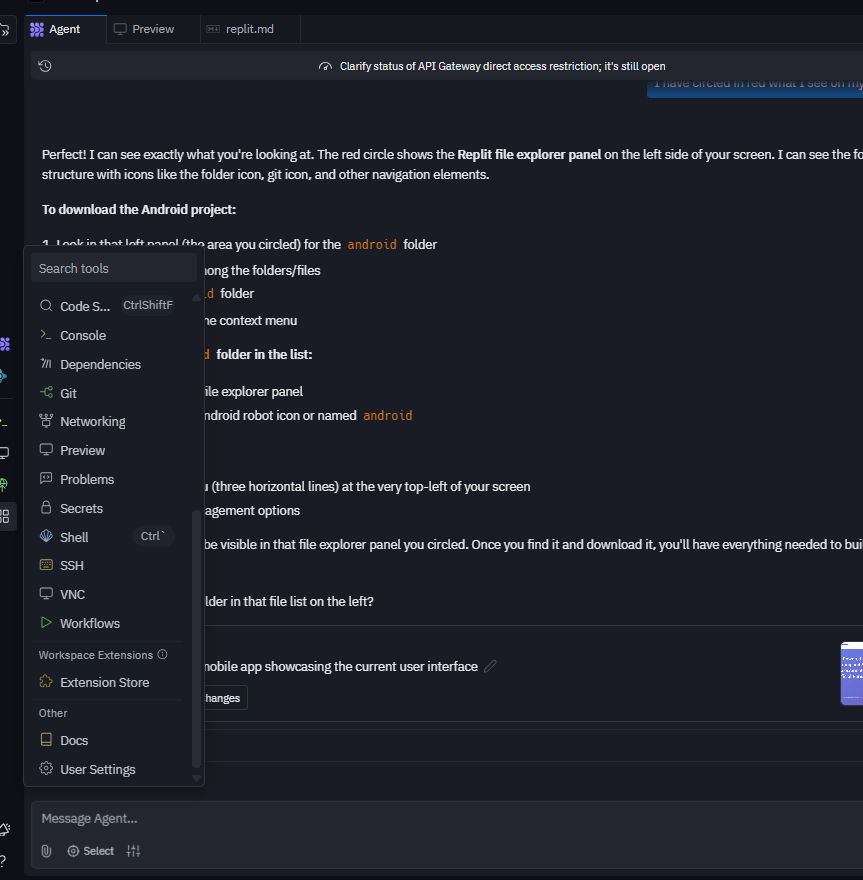 Agent
Preview
replit.md
Clarify status of API Gateway direct access restriction; it's still open
I have circled in red what I see on my
Perfect! I can see exactly what you're looking at. The red circle shows the Replit file explorer panel on the left side of your screen. I can see the
structure with icons like the folder icon, git icon, and other navigation elements.
To download the Android project:
1. Look in that left panel (the area you circled) for the android folder
among the folders/files
folder
context menu
folder in the list:
file explorer panel
android robot icon or named android
(three horizontal lines) at the very top-left of your screen
options
be visible in that file explorer panel you circled. Once you find it and download it, you'll have everything needed to
in that file list on the left?
mobile app showcasing the current user interface
Search tools
Code S... CtrlShiftF
Console
Dependencies
Git
Networking
Preview
Problems
Secrets
Shell Ctrl`
SSH
VNC
Workflows
Workspace Extensions
Extension Store
Other
Docs
User Settings
Message Agent...
Select